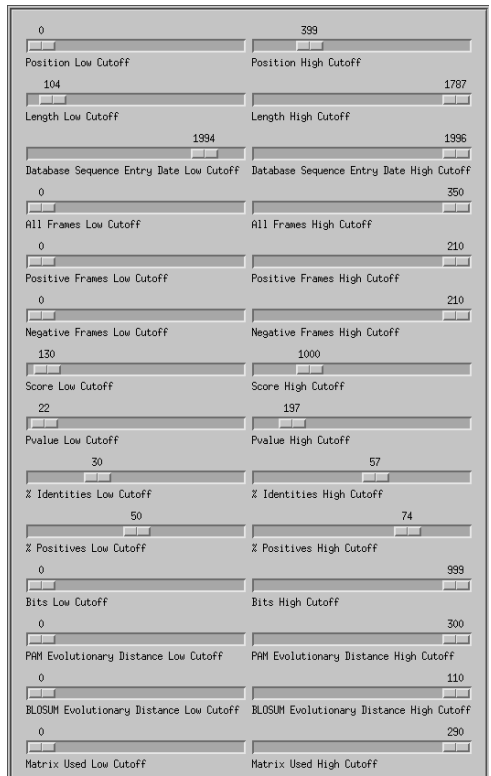 0 399
Position Low Cutoff Position High Cutoff
104 1787
Length Low Cutoff Length High Cutoff
1994 1996
Database Sequence Entry Date Low Cutoff Database Sequence Entry Date High Cutoff
0 350
All Frames Low Cutoff All Frames High Cutoff
0 210
Positive Frames Low Cutoff Positive Frames High Cutoff
0 210
Negative Frames Low Cutoff Negative Frames High Cutoff
130 1000
Score Low Cutoff Score High Cutoff
22 197
Pvalue Low Cutoff Pvalue High Cutoff
30 57
% Identities Low Cutoff % Identities High Cutoff
50 74
% Positives Low Cutoff % Positives High Cutoff
0 999
Bits Low Cutoff Bits High Cutoff
0 300
PAM Evolutionary Distance Low Cutoff PAM Evolutionary Distance High Cutoff
0 110
BLOSUM Evolutionary Distance Low Cutoff BLOSUM Evolutionary Distance High Cutoff
0 290
Matrix Used Low Cutoff Matrix Used High Cutoff